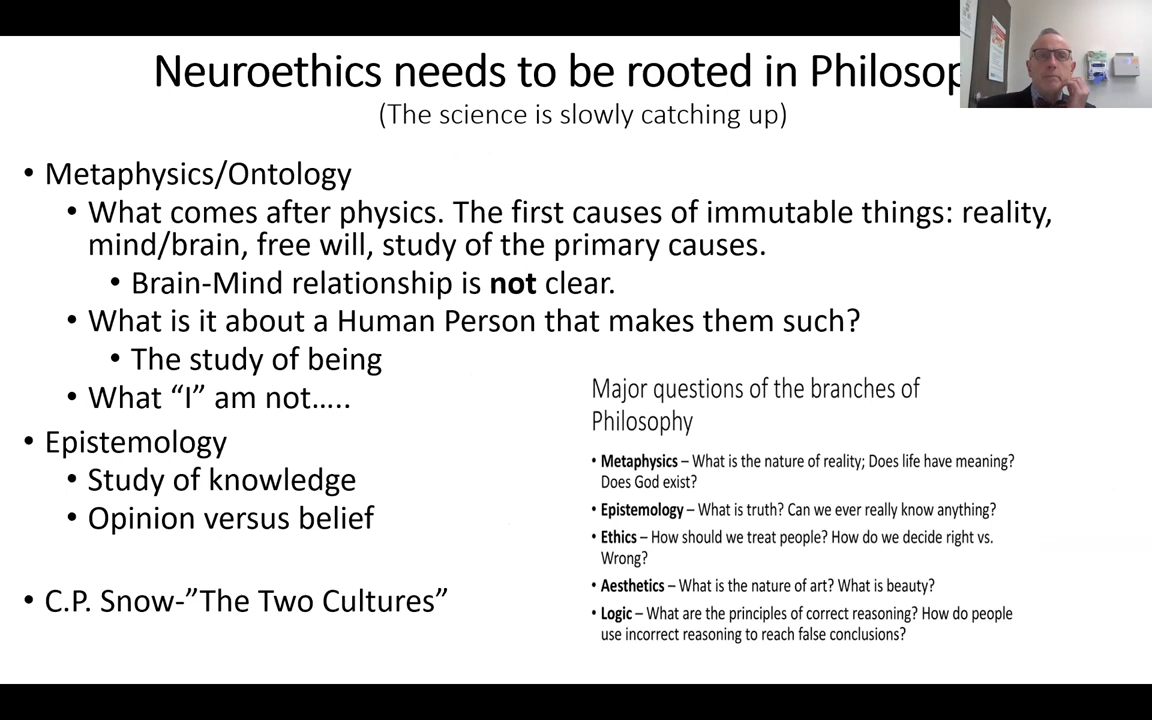 Neuroethics needs to be rooted in
(The science is slowly catching up)
• Metaphysics/Ontology
• What comes after physics. The first causes of immutable things: reality,
mind/brain, free will, study of the primary causes.
• Brain-Mind relationship is not clear.
• What is it about a Human Person that makes them such?
• The study of being
• What “I” am not…..
• Epistemology
• Study of knowledge
• Opinion versus belief
• C.P. Snow-”The Two Cultures”
Major questions of the branches of
Philosophy
• Metaphysics – What is the nature of reality; Does life have meaning?
Does God exist?
• Epistemology – What is truth? Can we ever really know anything?
• Ethics – How should we treat people? How do we decide right vs.
Wrong?
• Aesthetics – What is the nature of art? What is beauty?
• Logic – What are the principles of correct reasoning? How do people
use incorrect reasoning to reach false conclusions?